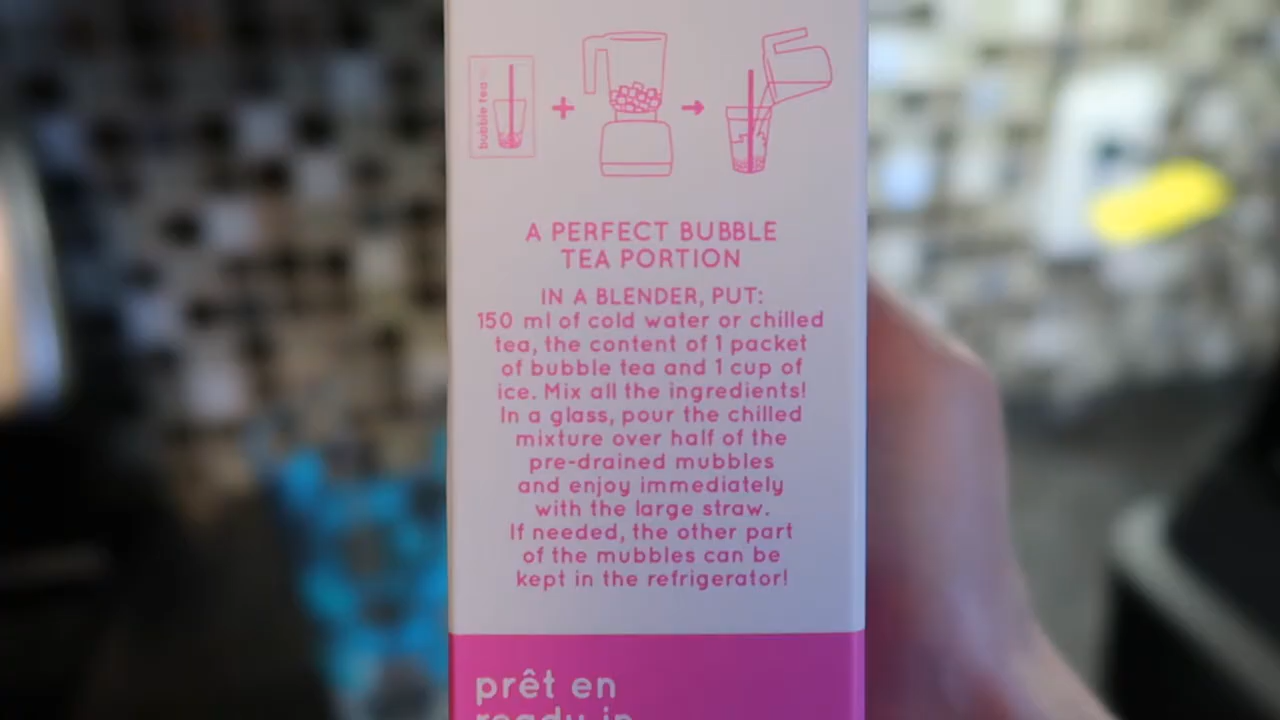 bubble tea
A PERFECT BUBBLE
TEA PORTION
IN A BLENDER, PUT:
150 ml of cold water or chilled
tea, the content of 1 packet
of bubble tea and 1 cup of
ice. Mix all the ingredients!
In a glass, pour the chilled
mixture over half of the
pre-drained mubbles
and enjoy immediately
with the large straw.
If needed, the other part
of the mubbles can be
kept in the refrigerator!
prêt en
ready in